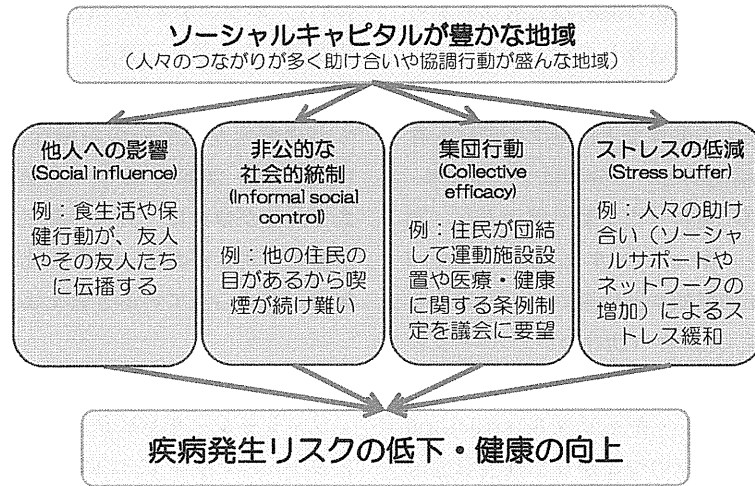 ソーシャルキャピタルが豊かな地域
(人々のつながりが多く助け合いや協調行動が盛んな地域)
他人への影響
(Social influence)
例：食生活や保
健行動が、友人
やその友人たち
に伝播する
非公的な
社会的統制
(Informal social
control)
例：他の住民の
目があるから喫
煙が続け難い
集団行動
(Collective
efficacy)
例：住民が団結
して運動施設設
置や医療・健康
に関する条例制
定を議会に要望
ストレスの低減
(Stress buffer)
例：人々の助け
合い（ソーシャ
ルサポートや
ネットワークの
増加）によるス
トレス緩和
疾病発生リスクの低下・健康の向上